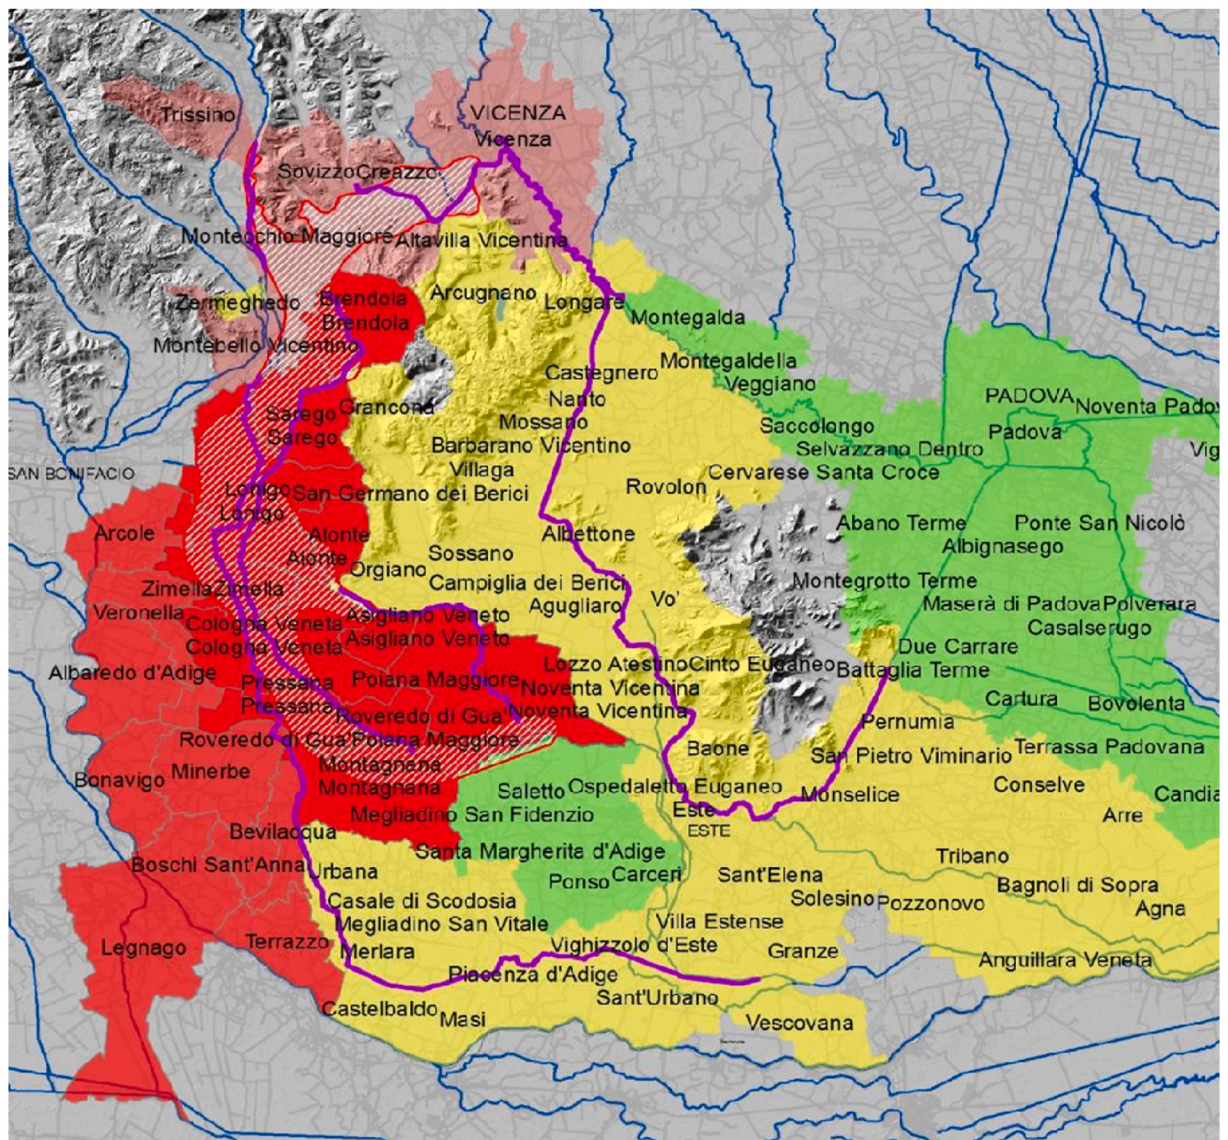 VICENZA
Trissino
Vicenza
Sovizzo
Creazzo
Montecchio Maggiore
Altavilla Vicentina
Arcugnano
Zermeghedo
Brendola
Longare
Montegalda
Brendola
Montebello Vicentino
Montegaldella
Castegnero
Veggiano
PADOVA
Nanto
Grancona
Noventa Padov
Sarego
Mossano
Saccolongo
Padova
Sarego
Barbarano Vicentino
Selvazzano Dentro
Vig
Villaga
Cervarese Santa Croce
SAN BONIFACIO
Rovolon
Lonigo
San Germano dei Berici
Lonigo
Abano Terme
Ponte San Nicolò
Arcole
Alonte
Albettone
Albignasego
Alonte
Sossano
Orgiano
Campiglia dei Berici
Montegrotto Terme
Zimella
Zimella
Vo'
Agugliaro
Maserà di Padova
Polverara
Veronella
Asigliano Veneto
Cologna Veneta
Casalserugo
Asigliano Veneto
Cologna Veneta
Due Carrare
Lozzo Atestino
Cinto Euganeo
Battaglia Terme
Albaredo d'Adige
Poiana Maggiore
Pressana
Noventa Vicentina
Cartura
Bovolenta
Pressana
Noventa Vicentina
Roveredo di Gua'
Pernumia
Roveredo di Gua'
Poiana Maggiore
Baone
Terrassa Padovana
San Pietro Viminario
Montagnana
Minerbe
Bonavigo
Montagnana
Saletto
Ospedaletto Euganeo
Conselve
Monselice
Candia
Megliadino San Fidenzio
Este
Arre
Bevilacqua
ESTE
Santa Margherita d'Adige
Tribano
Boschi Sant'Anna
Urbana
Carceri
Sant'Elena
Ponso
Bagnoli di Sopra
Casale di Scodosia
Solesino
Pozzonovo
Agna
Megliadino San Vitale
Villa Estense
Terrazzo
Legnago
Vighizzolo d'Este
Merlara
Granze
Anguillara Veneta
Piacenza d'Adige
Sant'Urbano
Castelbaldo
Masi
Vescovana